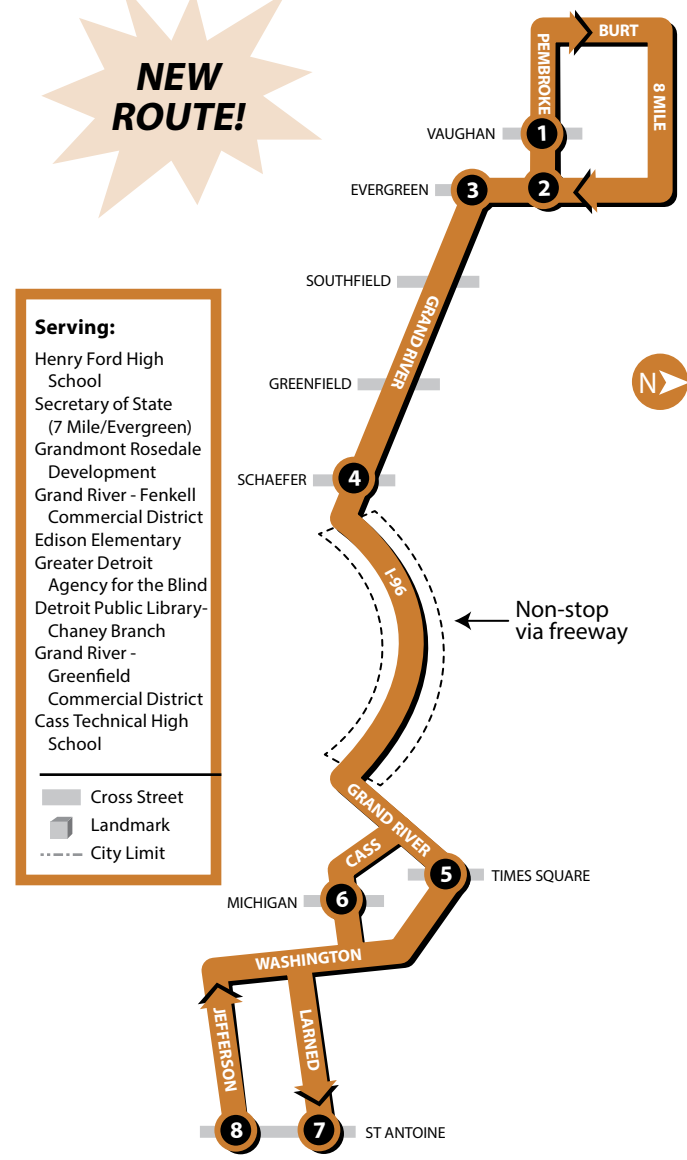 NEW
ROUTE!
BURT
PEMBROKE
8 MILE
VAUGHAN
1
EVERGREEN
3
2
SOUTHFIELD
GRAND RIVER
GREENFIELD
N
SCHAEFER
4
I-96
Non-stop
via freeway
Serving:
Henry Ford High
School
Secretary of State
(7 Mile/Evergreen)
Grandmont Rosedale
Development
Grand River - Fenkell
Commercial District
Edison Elementary
Greater Detroit
Agency for the Blind
Detroit Public Library-
Chaney Branch
Grand River -
Greenfield
Commercial District
Cass Technical High
School
Cross Street
Landmark
City Limit
GRAND RIVER
CASS
5
TIMES SQUARE
MICHIGAN
6
WASHINGTON
JEFFERSON
LARNED
8
7
ST ANTOINE